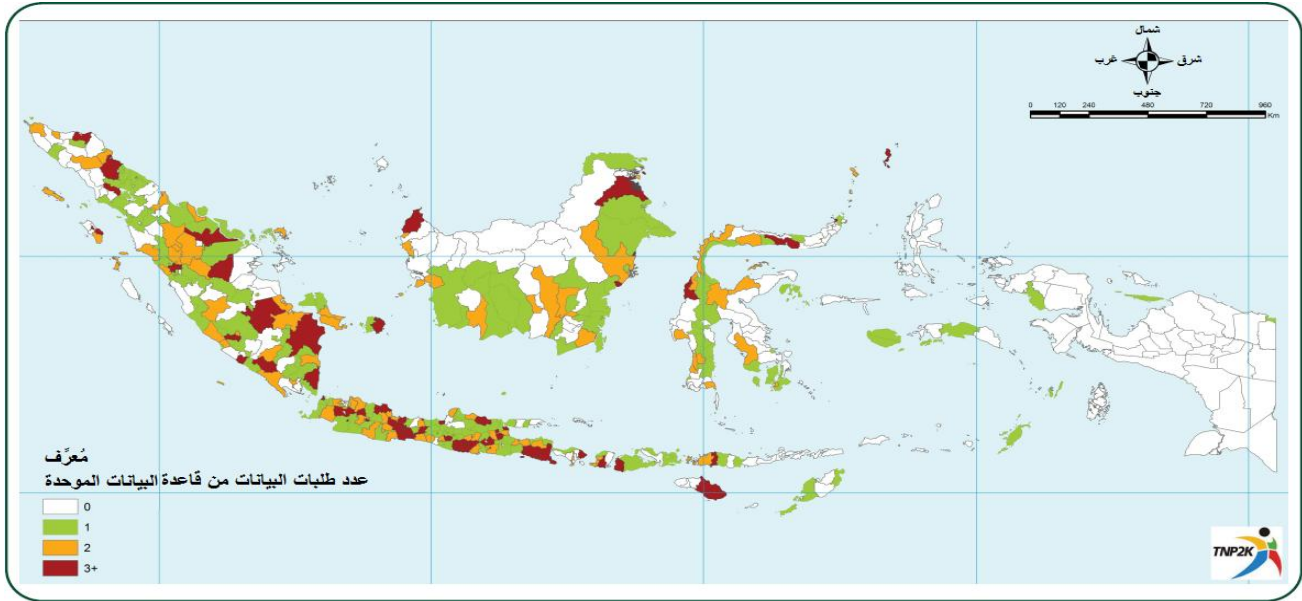 شمال
شرق
غرب
جنوب
0 120 240 480 720 960
Km
مُعرِّف
عدد طلبات البيانات من قاعدة البيانات الموحدة
0
1
2
3+
TNP2K